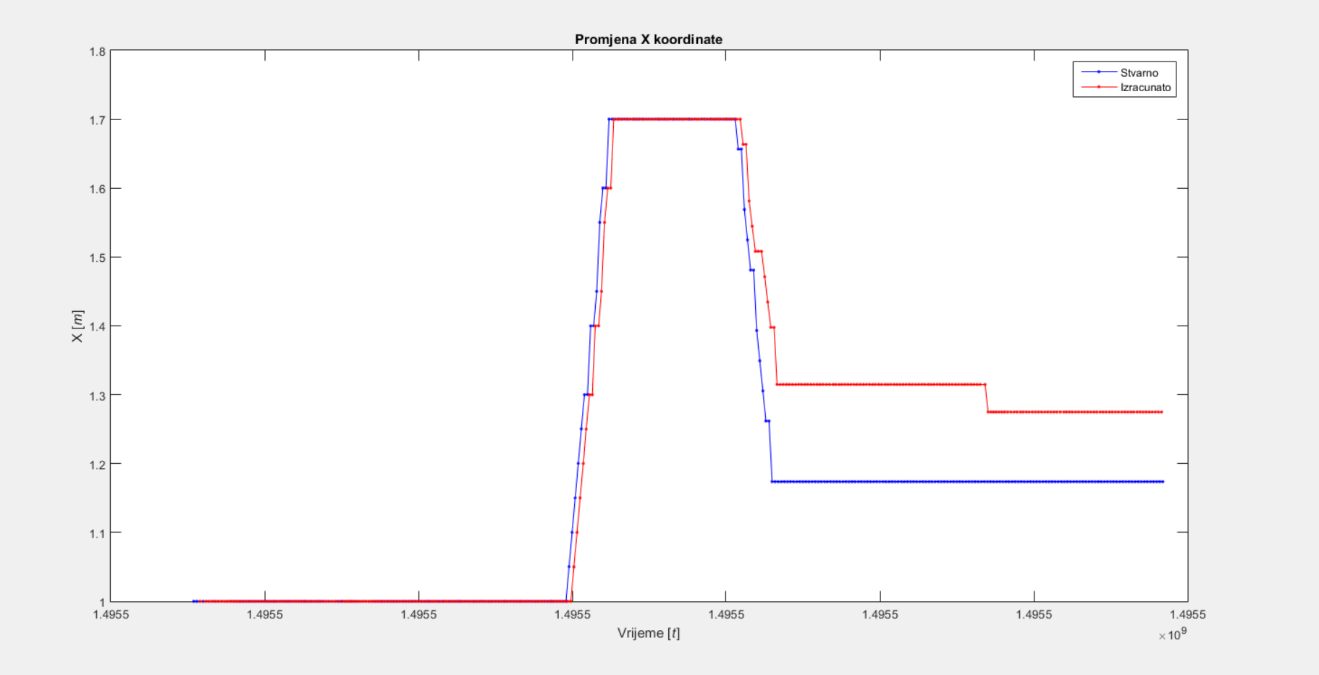 Promjena X koordinate
Stvarno
Izracunato
X [m]
1.8
1.7
1.6
1.5
1.4
1.3
1.2
1.1
1
1.4955 1.4955 1.4955 1.4955 1.4955 1.4955 1.4955 1.4955
Vrijeme [t]
×10⁹